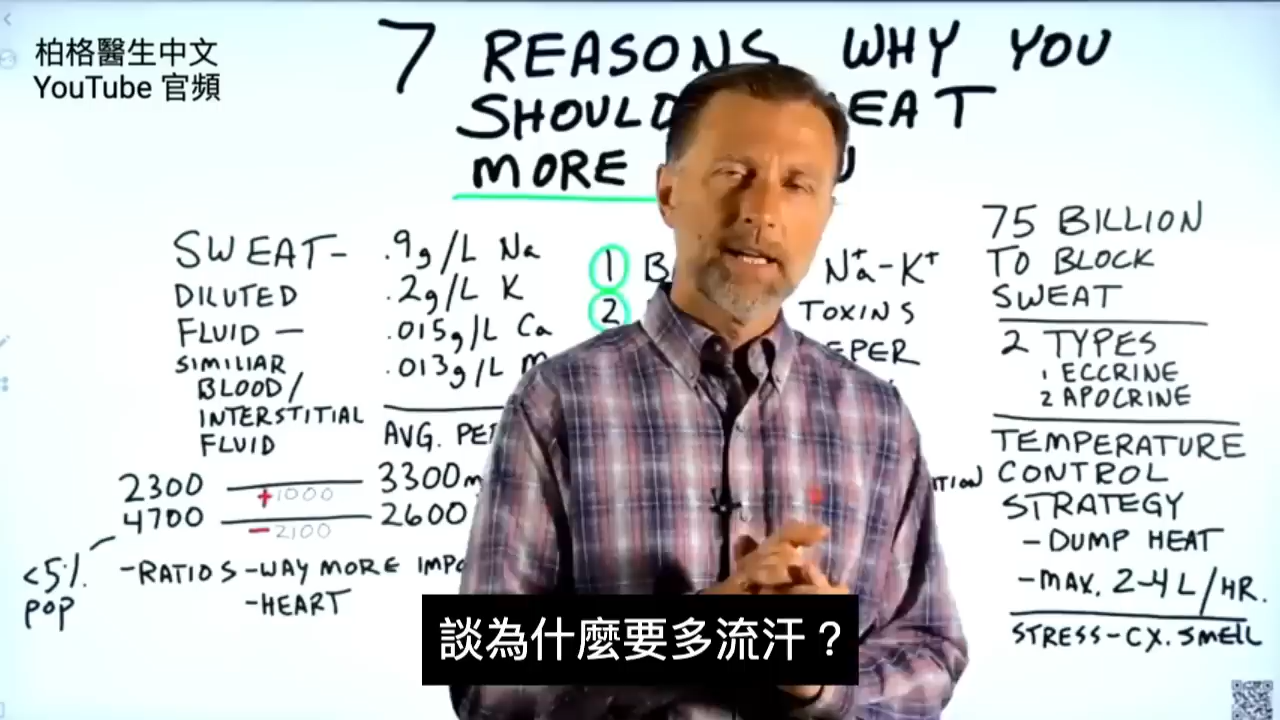 柏格醫生中文
YouTube 官頻
7 REASONS WHY YOU
SHOULD EAT
MORE
SWEAT-
DILUTED
FLUID —
SIMILIAR
BLOOD/
INTERSTITIAL
FLUID
.9g/L Na
.2g/L K
.015g/L Ca
.013g/L
AVG.
2300 +1000 3300
4700 -2100 2600
<5%
POP
-RATIOS-WAY MORE
-HEART
1 Na+-K+
2 TOXINS
75 BILLION
TO BLOCK
SWEAT
2 TYPES
1 ECCRINE
2 APOCRINE
TEMPERATURE
CONTROL
STRATEGY
-DUMP HEAT
-MAX. 2-4 L/HR.
STRESS-CX. SMELL
談為什麼要多流汗？